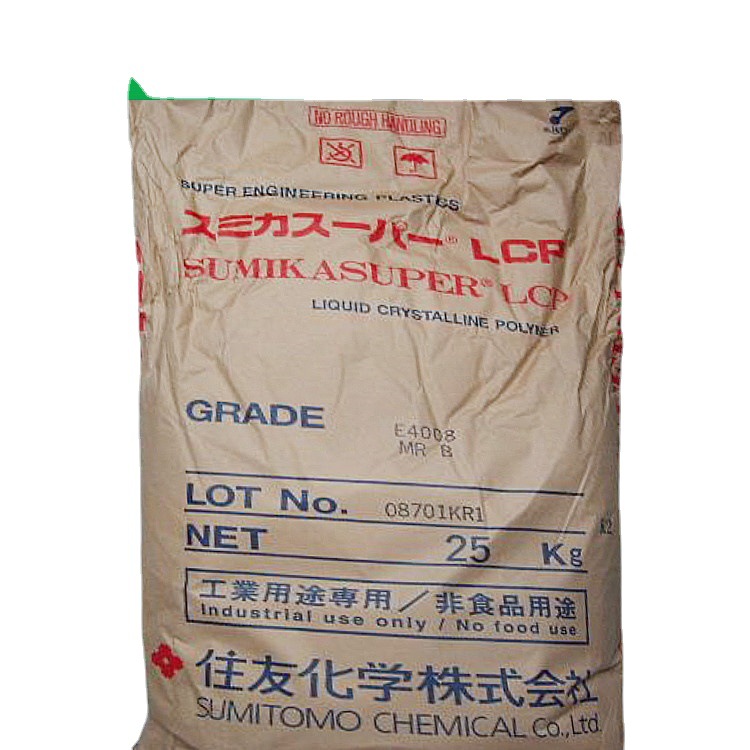 NO ROUGH HANDLING
SUPER ENGINEERING PLASTICS
スミカスーパー® LCP
SUMIKASUPER® LCP
LIQUID CRYSTALLINE POLYMER
GRADE E4008
MR B
LOT No. 08701KR1
NET 25 Kg
工業用途専用/非食品用途
Industrial use only / No food use
住友化学株式会社
SUMITOMO CHEMICAL Co., Ltd.